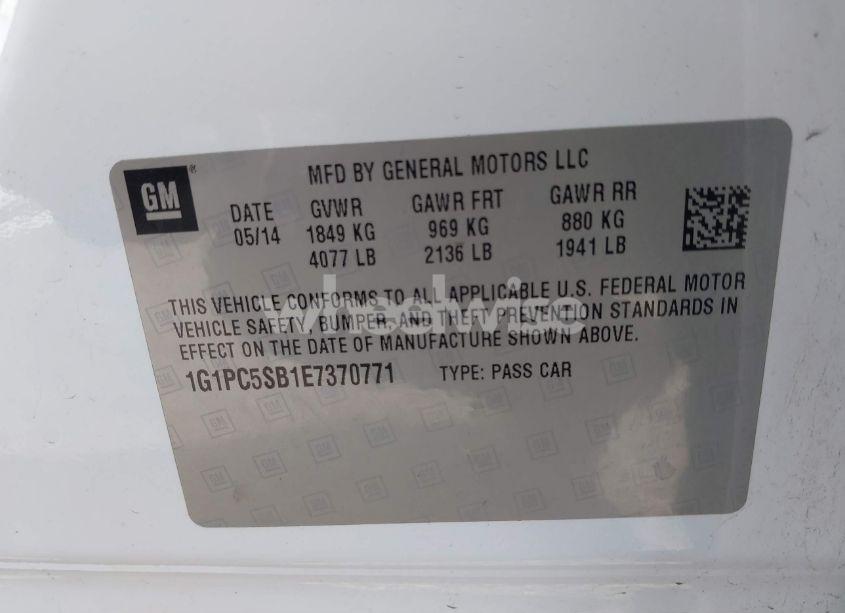 GM
MFD BY GENERAL MOTORS LLC
DATE GVWR GAWR FRT GAWR RR
05/14 1849 KG 969 KG 880 KG
4077 LB 2136 LB 1941 LB
THIS VEHICLE CONFORMS TO ALL APPLICABLE U.S. FEDERAL MOTOR
VEHICLE SAFETY, BUMPER, AND THEFT PREVENTION STANDARDS IN
EFFECT ON THE DATE OF MANUFACTURE SHOWN ABOVE.
1G1PC5SB1E7370771 TYPE: PASS CAR
wheelwise